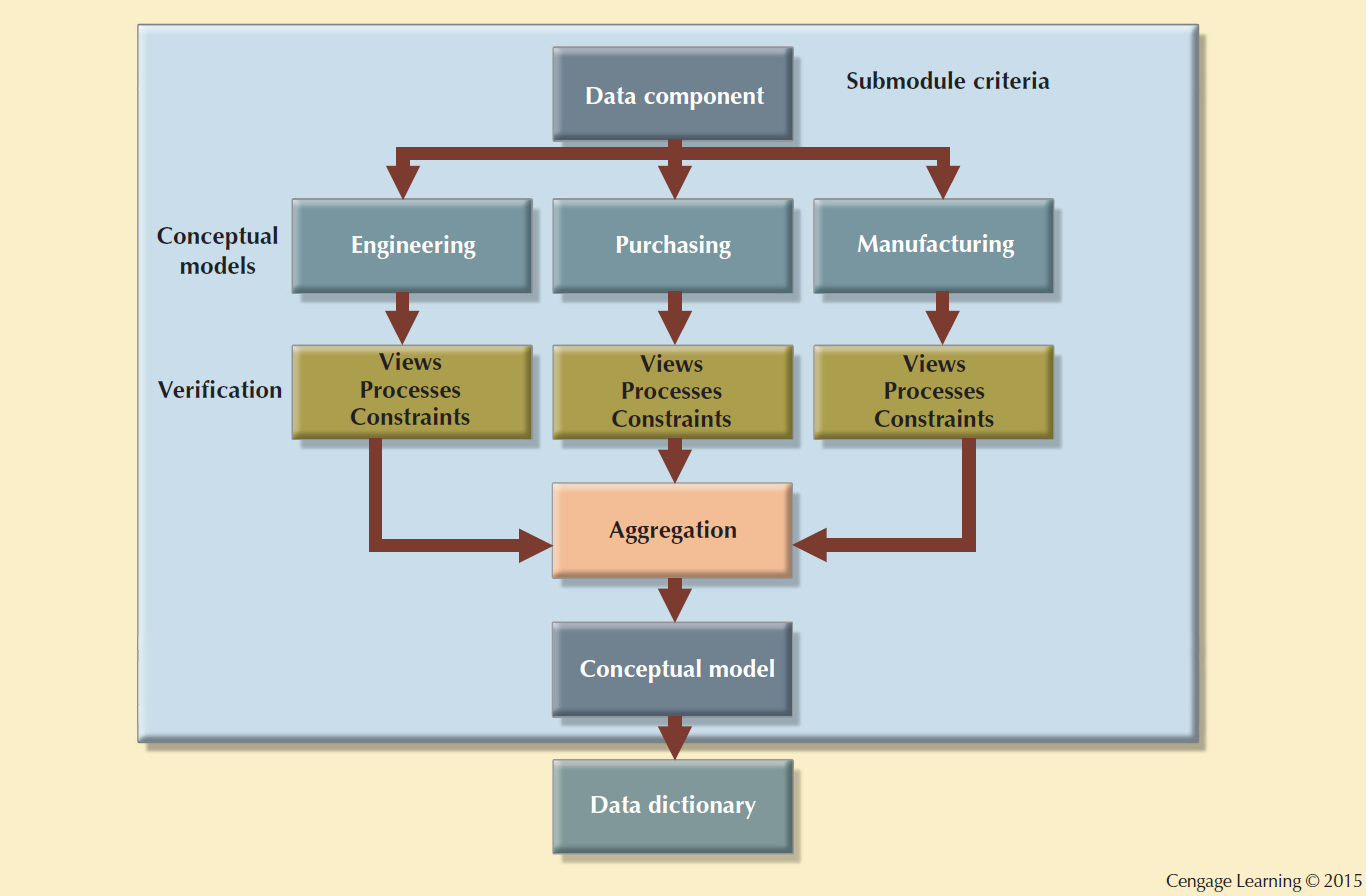 Data component
Submodule criteria
Conceptual
models
Engineering
Purchasing
Manufacturing
Verification
Views
Processes
Constraints
Views
Processes
Constraints
Views
Processes
Constraints
Aggregation
Conceptual model
Data dictionary
Cengage Learning © 2015